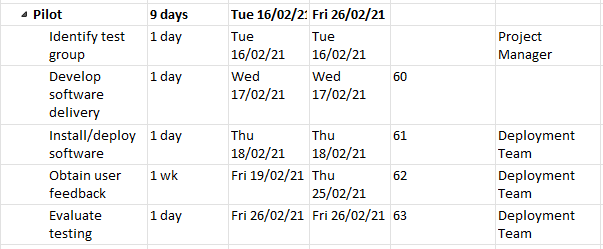 Pilot 9 days Tue 16/02/21 Fri 26/02/21
Identify test group 1 day Tue 16/02/21 Tue 16/02/21 Project Manager
Develop software delivery 1 day Wed 17/02/21 Wed 17/02/21 60
Install/deploy software 1 day Thu 18/02/21 Thu 18/02/21 61 Deployment Team
Obtain user feedback 1 wk Fri 19/02/21 Thu 25/02/21 62 Deployment Team
Evaluate testing 1 day Fri 26/02/21 Fri 26/02/21 63 Deployment Team